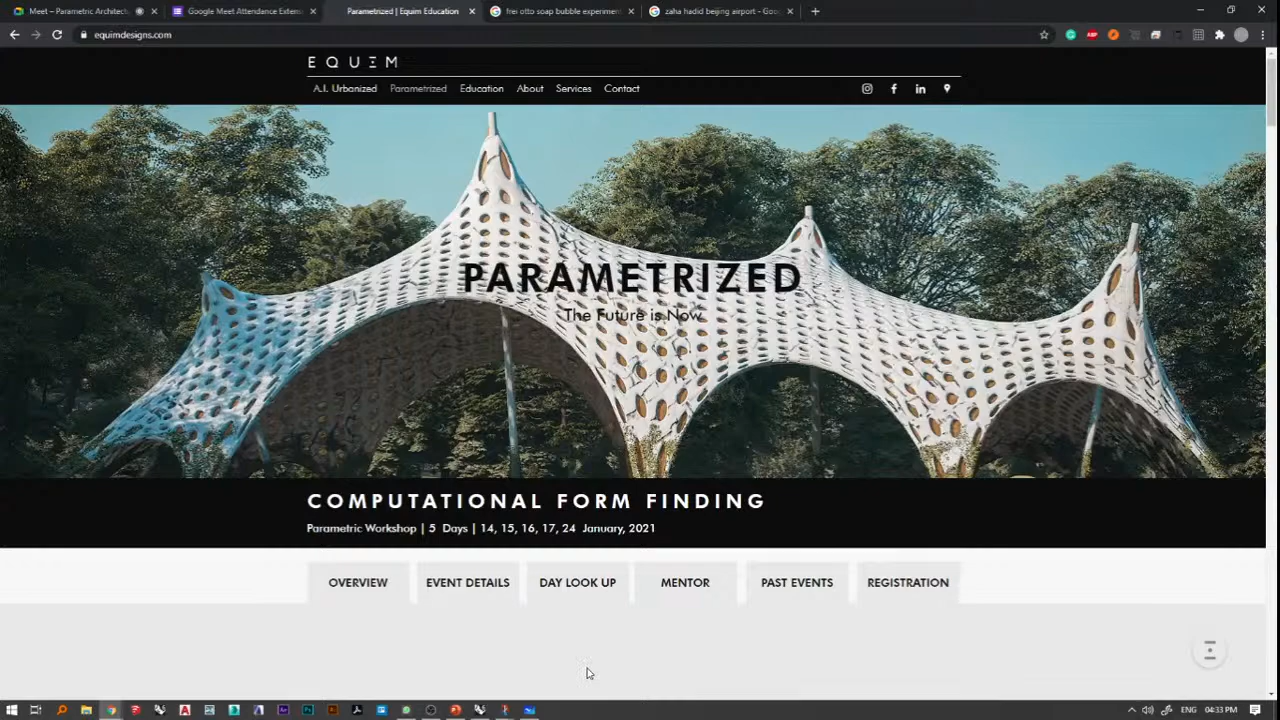 Meet – Parametric Architect
Google Meet Attendance Extens
Parametrized | Equim Education
frei otto soap bubble experiment
zaha hadid beijing airport - Goog
equimdesigns.com
EQUIM
A.I. Urbanized Parametrized Education About Services Contact
PARAMETRIZED
The Future is Now
COMPUTATIONAL FORM FINDING
Parametric Workshop | 5 Days | 14, 15, 16, 17, 24 January, 2021
OVERVIEW EVENT DETAILS DAY LOOK UP MENTOR PAST EVENTS REGISTRATION
ENG 04:33 PM